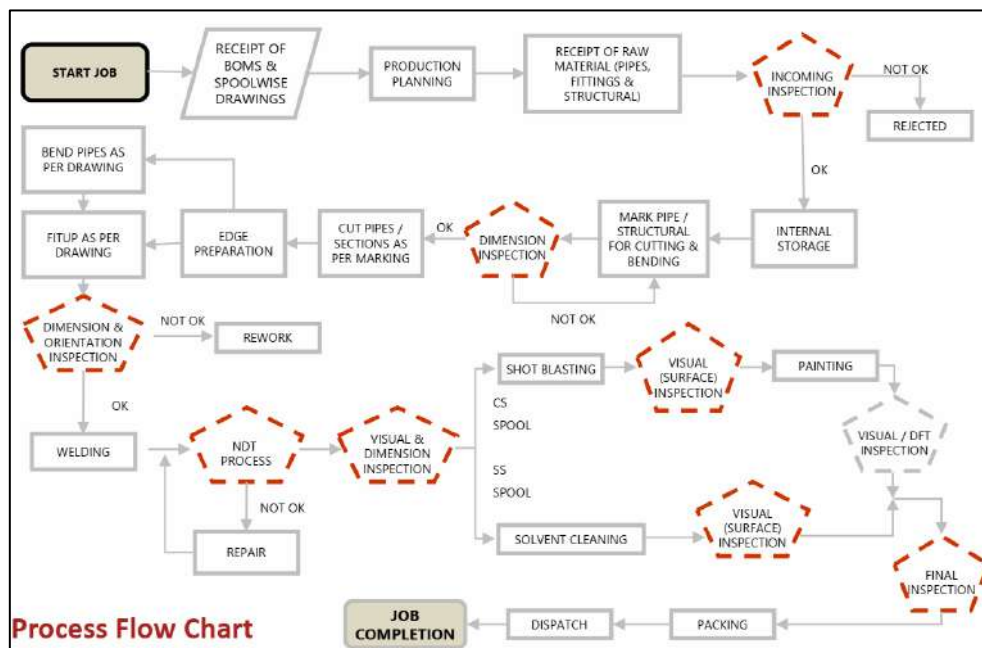 START JOB
RECEIPT OF
BOMS &
SPOOLWISE
DRAWINGS
PRODUCTION
PLANNING
RECEIPT OF RAW
MATERIAL (PIPES,
FITTINGS &
STRUCTURAL)
INCOMING
INSPECTION
NOT OK
REJECTED
OK
BEND PIPES AS
PER DRAWING
FITUP AS PER
DRAWING
EDGE
PREPARATION
CUT PIPES /
SECTIONS AS
PER MARKING
OK
DIMENSION
INSPECTION
MARK PIPE /
STRUCTURAL
FOR CUTTING &
BENDING
INTERNAL
STORAGE
NOT OK
DIMENSION &
ORIENTATION
INSPECTION
NOT OK
REWORK
OK
WELDING
NDT
PROCESS
NOT OK
REPAIR
VISUAL &
DIMENSION
INSPECTION
SHOT BLASTING
CS
SPOOL
SS
SPOOL
SOLVENT CLEANING
VISUAL
(SURFACE)
INSPECTION
PAINTING
VISUAL / DFT
INSPECTION
VISUAL
(SURFACE)
INSPECTION
FINAL
INSPECTION
Process Flow Chart
JOB
COMPLETION
DISPATCH
PACKING